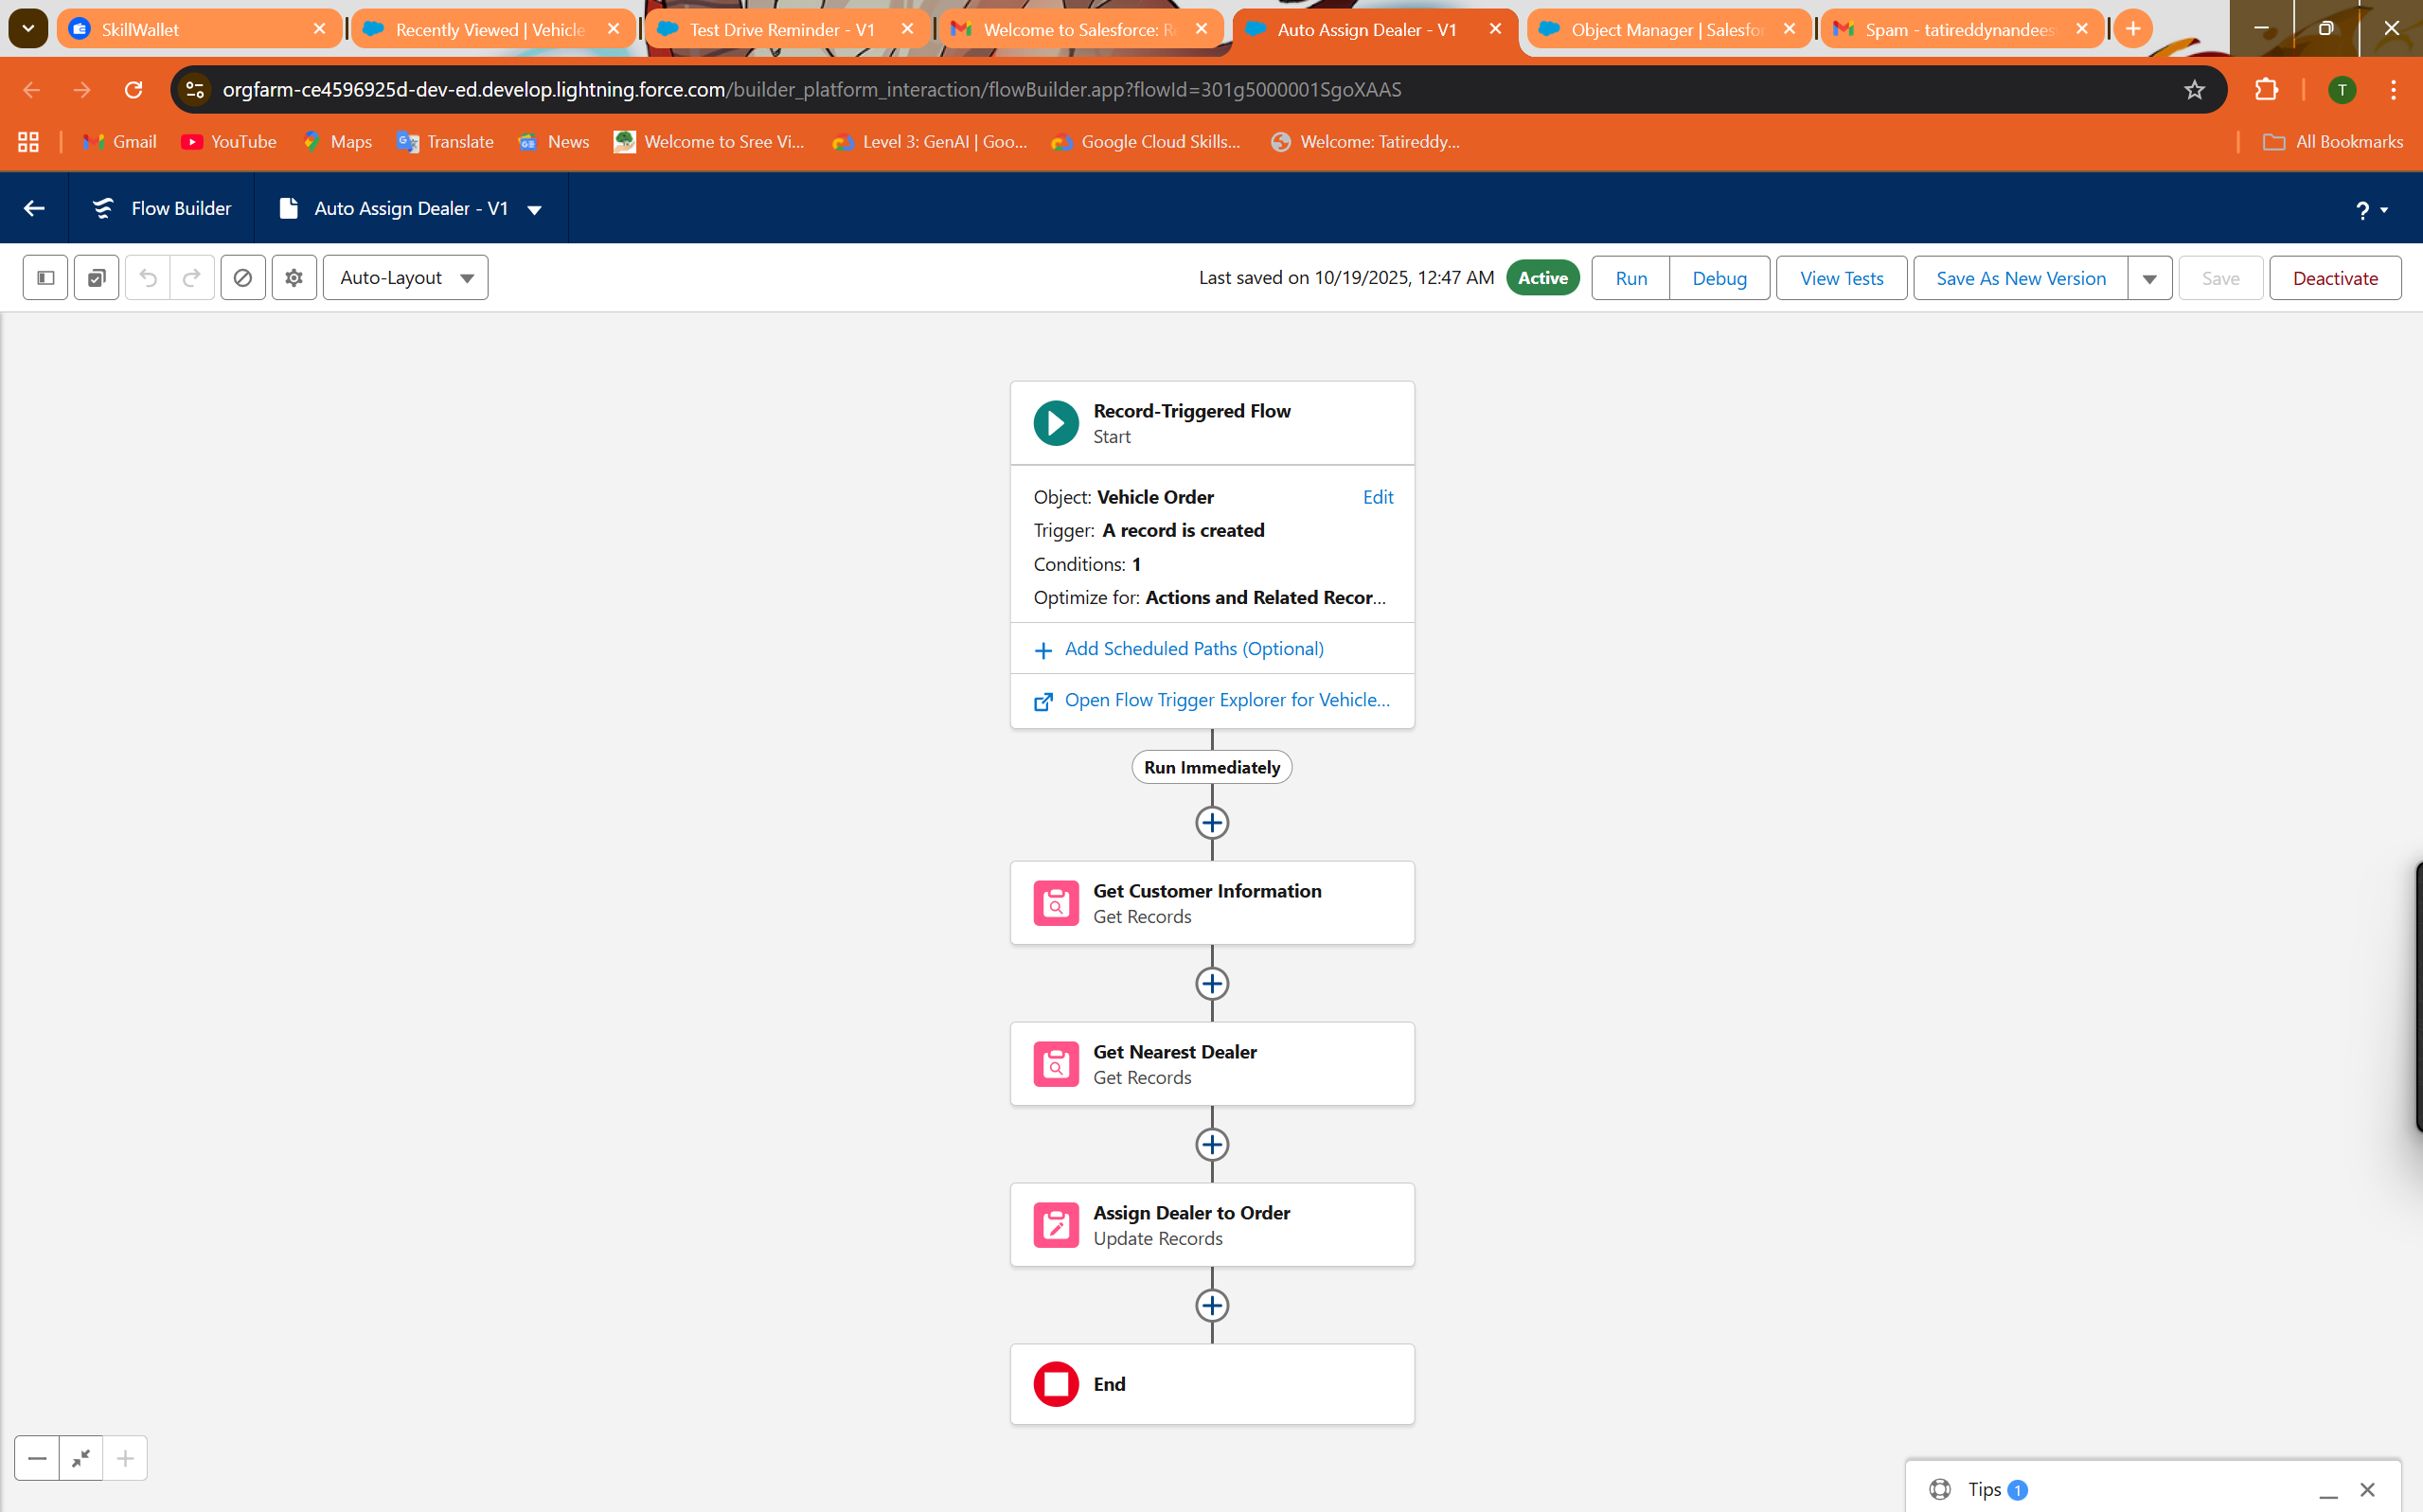 SkillWallet
Recently Viewed | Vehicle
Test Drive Reminder - V1
Welcome to Salesforce: R
Auto Assign Dealer - V1
Object Manager | Salesfo
Spam - tatireddynandees
orgfarm-ce4596925d-dev-ed.develop.lightning.force.com/builder_platform_interaction/flowBuilder.app?flowId=301g5000001SgoXAAS
T
Gmail
YouTube
Maps
Translate
News
Welcome to Sree Vi...
Level 3: GenAI | Goo...
Google Cloud Skills...
Welcome: Tatireddy...
All Bookmarks
Flow Builder
Auto Assign Dealer - V1
?
Auto-Layout
Last saved on 10/19/2025, 12:47 AM
Active
Run
Debug
View Tests
Save As New Version
Save
Deactivate
Record-Triggered Flow
Start
Object: Vehicle Order
Edit
Trigger: A record is created
Conditions: 1
Optimize for: Actions and Related Recor...
Add Scheduled Paths (Optional)
Open Flow Trigger Explorer for Vehicle...
Run Immediately
Get Customer Information
Get Records
Get Nearest Dealer
Get Records
Assign Dealer to Order
Update Records
End
Tips 1